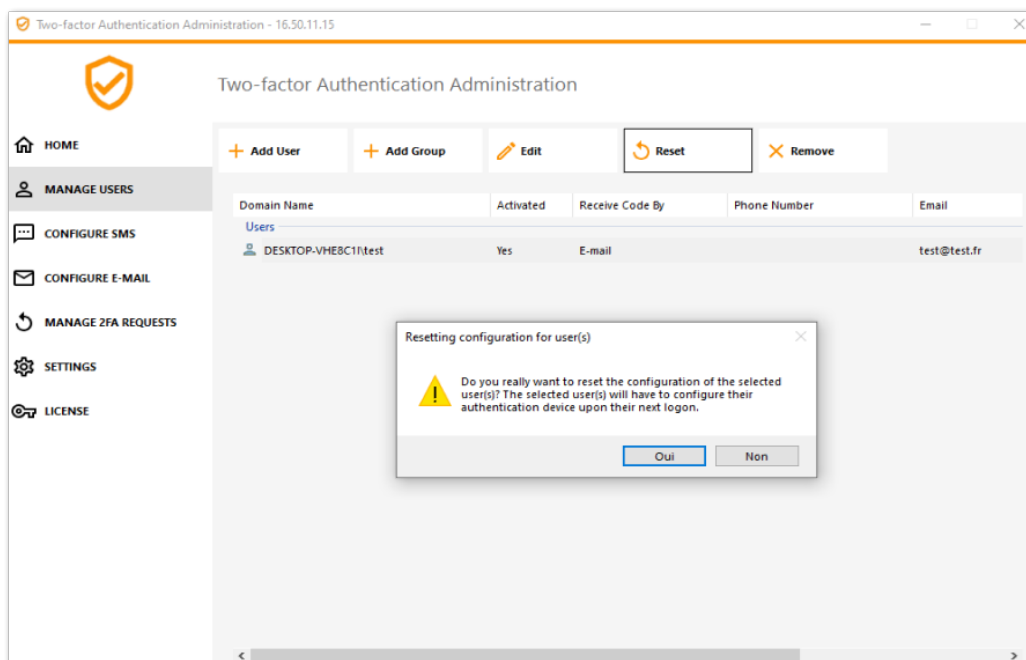 Two-factor Authentication Administration - 16.50.11.15
Two-factor Authentication Administration
HOME
MANAGE USERS
CONFIGURE SMS
CONFIGURE E-MAIL
MANAGE 2FA REQUESTS
SETTINGS
LICENSE
Add User Add Group Edit Reset Remove
Domain Name Activated Receive Code By Phone Number Email
Users
DESKTOP-VHE8C1I\test Yes E-mail test@test.fr
Resetting configuration for user(s)
Do you really want to reset the configuration of the selected
user(s)? The selected user(s) will have to configure their
authentication device upon their next logon.
Oui Non